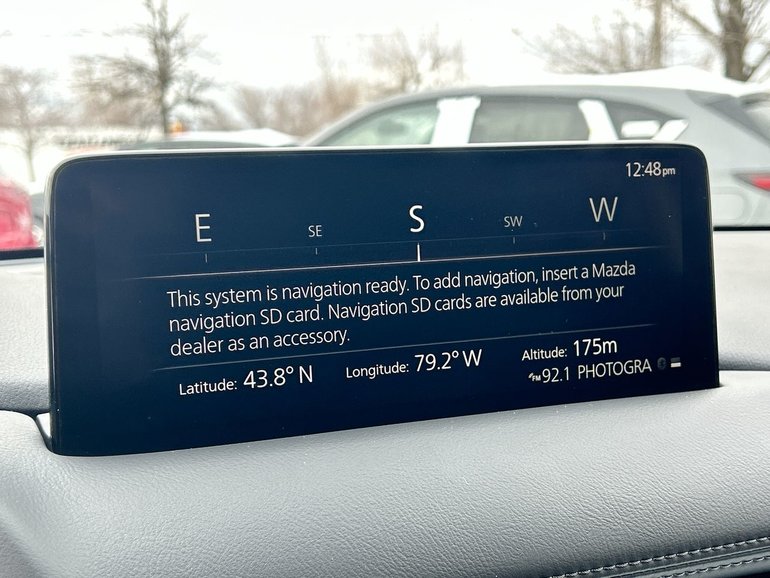 12:48pm
E SE S SW W
This system is navigation ready. To add navigation, insert a Mazda
navigation SD card. Navigation SD cards are available from your
dealer as an accessory.
Latitude: 43.8° N Longitude: 79.2° W Altitude: 175m
FM 92.1 PHOTOGRA